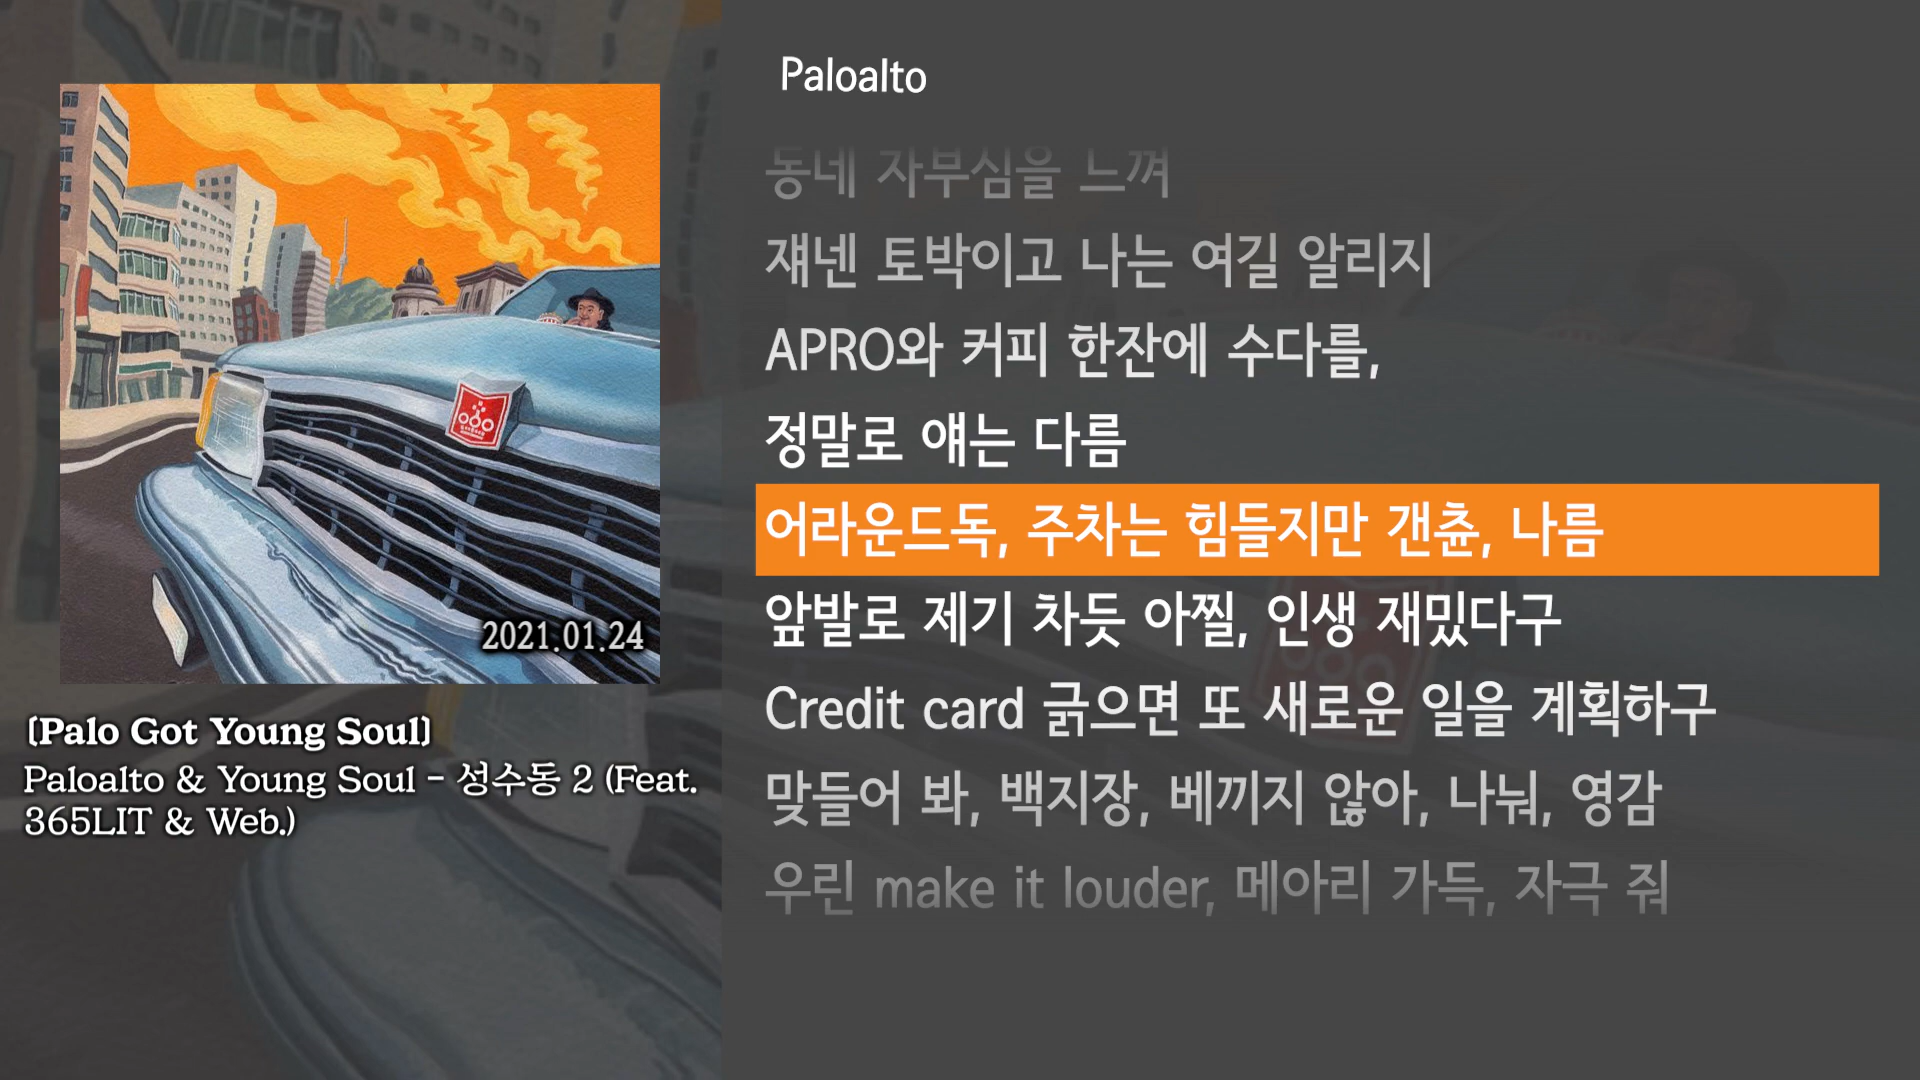 Paloalto
동네 자부심을 느껴
쟤넨 토박이고 나는 여길 알리지
APRO와 커피 한잔에 수다를,
정말로 얘는 다름
어라운드독, 주차는 힘들지만 갠츈, 나름
앞발로 제기 차듯 아찔, 인생 재밌다구
Credit card 긁으면 또 새로운 일을 계획하구
맞들어 봐, 백지장, 베끼지 않아, 나눠, 영감
우린 make it louder, 메아리 가득, 자극 줘
2021.01.24
[Palo Got Young Soul]
Paloalto & Young Soul - 성수동 2 (Feat.
365LIT & Web.)